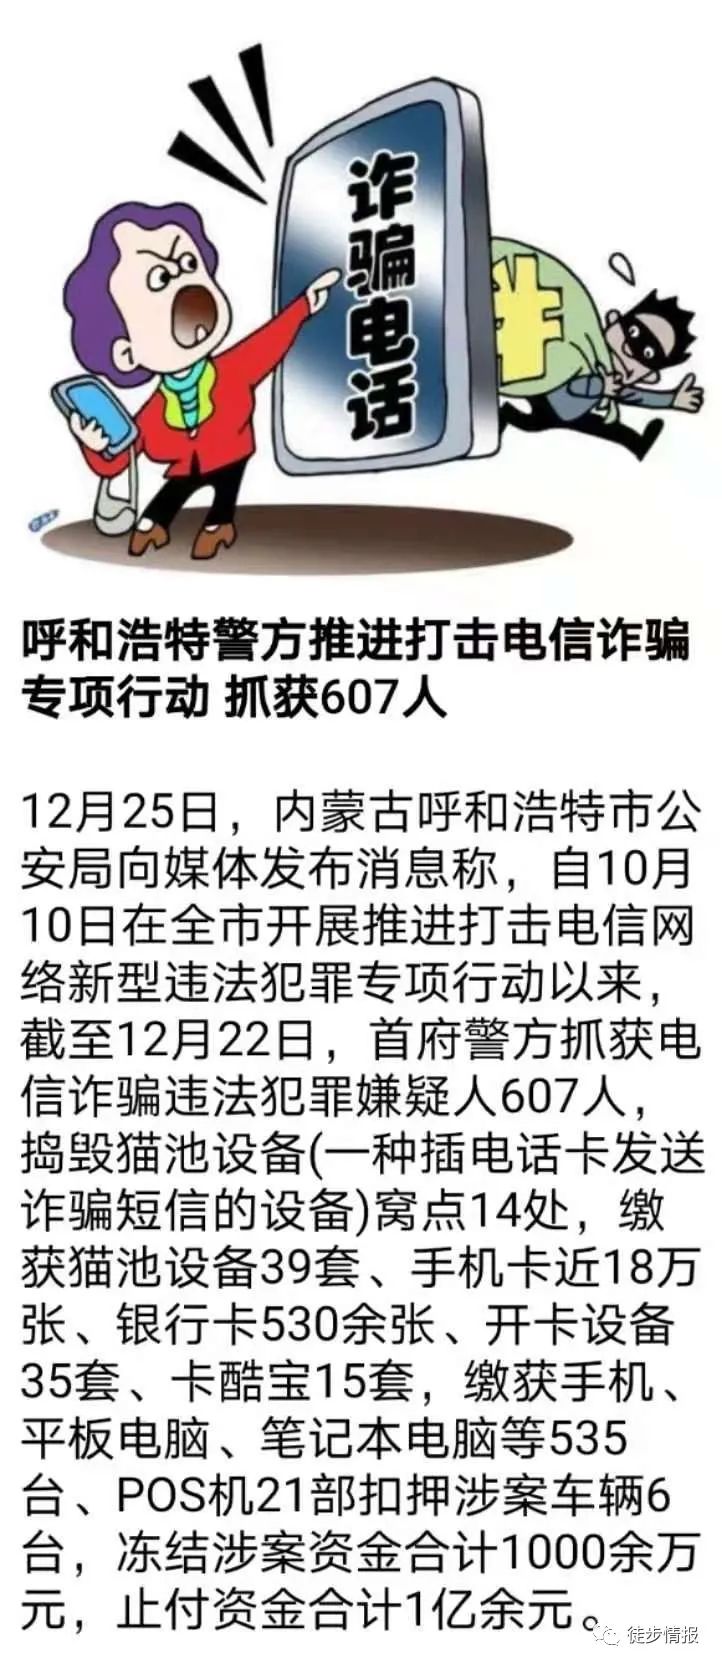 诈骗电话
呼和浩特警方推进打击电信诈骗
专项行动 抓获607人
12月25日，内蒙古呼和浩特市公
安局向媒体发布消息称，自10月
10日在全市开展推进打击电信网
络新型违法犯罪专项行动以来，
截至12月22日，首府警方抓获电
信诈骗违法犯罪嫌疑人607人，
捣毁猫池设备(一种插电话卡发送
诈骗短信的设备)窝点14处，缴
获猫池设备39套、手机卡近18万
张、银行卡530余张、开卡设备
35套、卡酷宝15套，缴获手机、
平板电脑、笔记本电脑等535
台、POS机21部扣押涉案车辆6
台，冻结涉案资金合计1000余万
元，止付资金合计1亿余元。
徒步情报